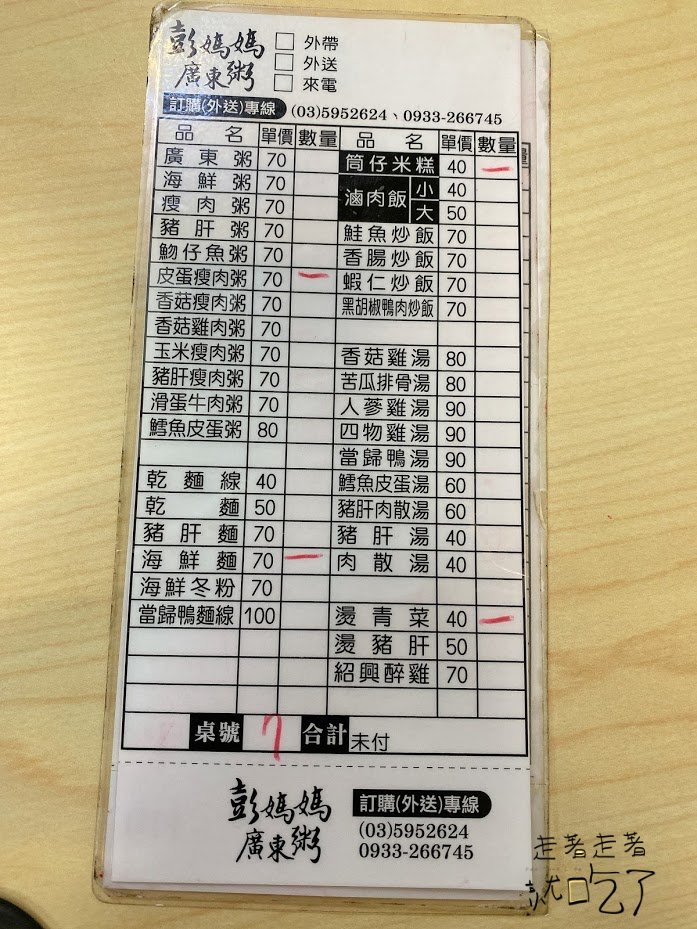 彭媽媽
廣東粥
外帶
外送
來電
訂購(外送)專線 (03)5952624、0933-266745
品名 單價 數量 品名 單價 數量
廣東粥 70 筒仔米糕 40 一
海鮮粥 70 滷肉飯 小 40
瘦肉粥 70 大 50
豬肝粥 70 鮭魚炒飯 70
魩仔魚粥 70 香腸炒飯 70
皮蛋瘦肉粥 70 一 蝦仁炒飯 70
香菇瘦肉粥 70 黑胡椒鴨肉炒飯 70
香菇雞肉粥 70
玉米瘦肉粥 70 香菇雞湯 80
豬肝瘦肉粥 70 苦瓜排骨湯 80
滑蛋牛肉粥 70 人蔘雞湯 90
鱈魚皮蛋粥 80 四物雞湯 90
當歸鴨湯 90
乾麵線 40 鱈魚皮蛋湯 60
乾麵 50 豬肝肉散湯 60
豬肝麵 70 豬肝湯 40
海鮮麵 70 一 肉散湯 40
海鮮冬粉 70
當歸鴨麵線 100 燙青菜 40 一
燙豬肝 50
紹興醉雞 70
桌號 7 合計 未付
彭媽媽
廣東粥
訂購(外送)專線
(03)5952624
0933-266745
走著走著
就吃了